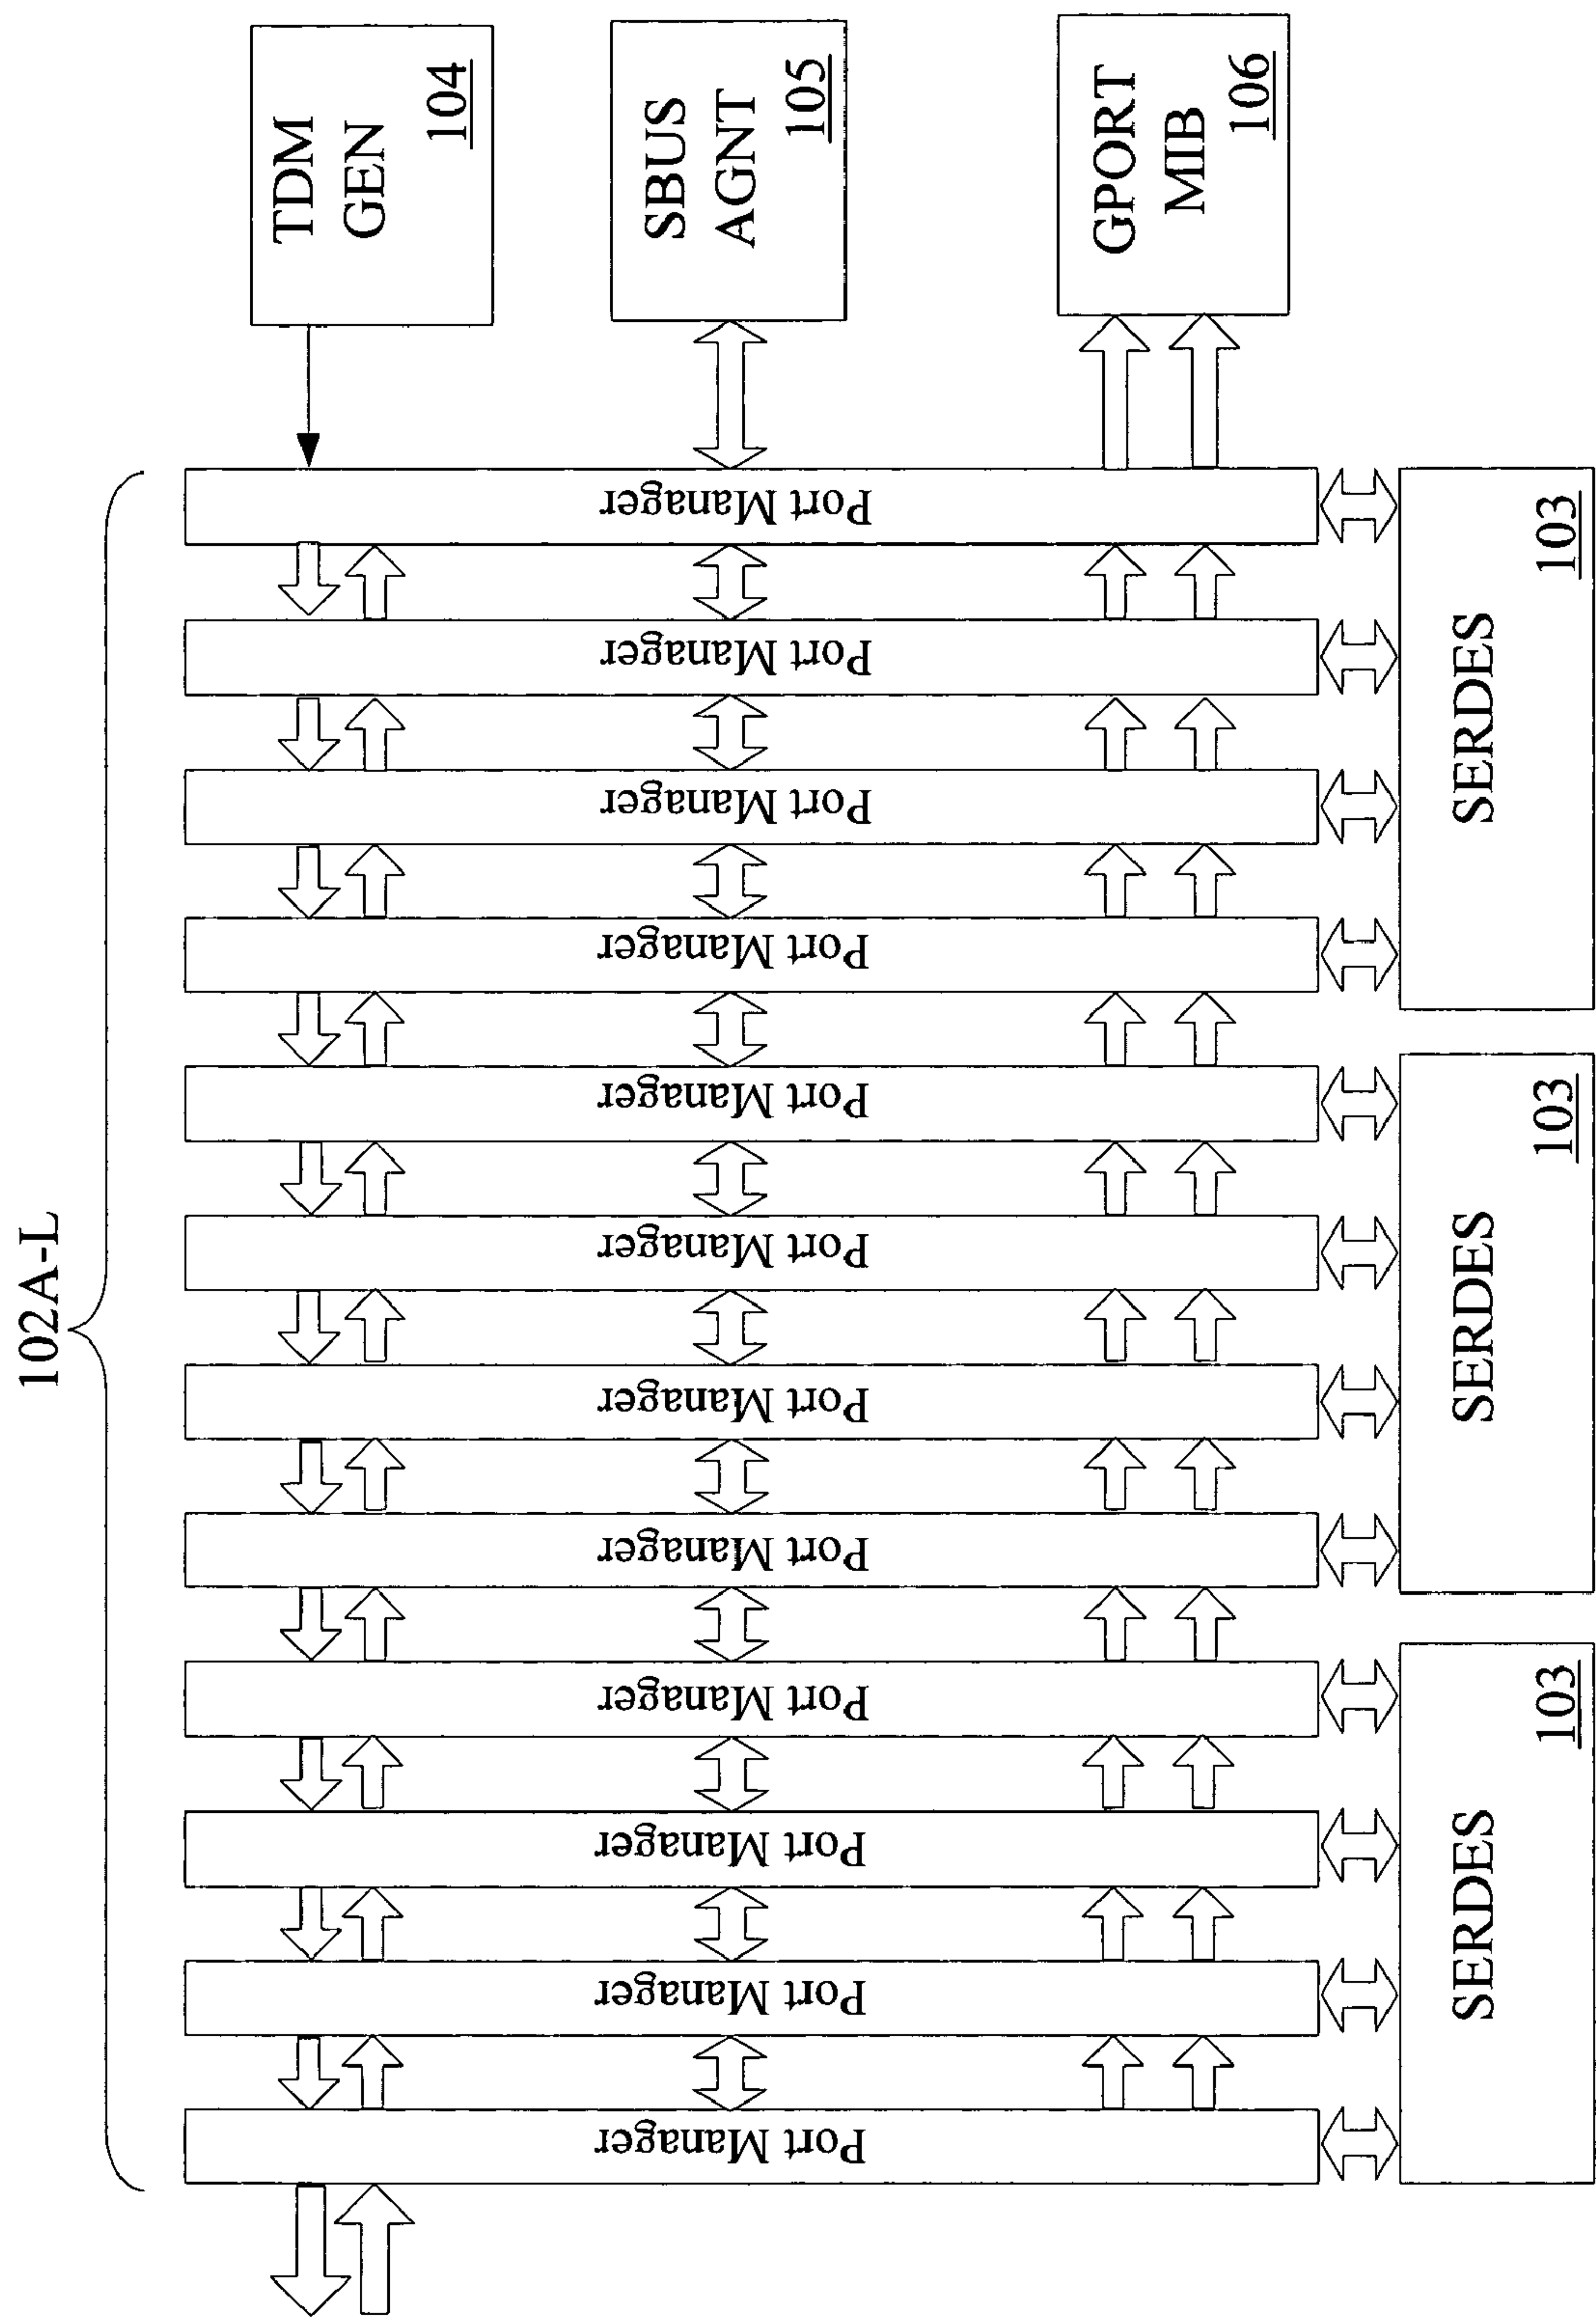 102A-L
Port Manager
Port Manager
Port Manager
Port Manager
Port Manager
Port Manager
Port Manager
Port Manager
Port Manager
Port Manager
Port Manager
Port Manager
TDM
GEN
104
SBUS
AGNT
105
GPORT
MIB
106
SERDES
103
SERDES
103
SERDES
103